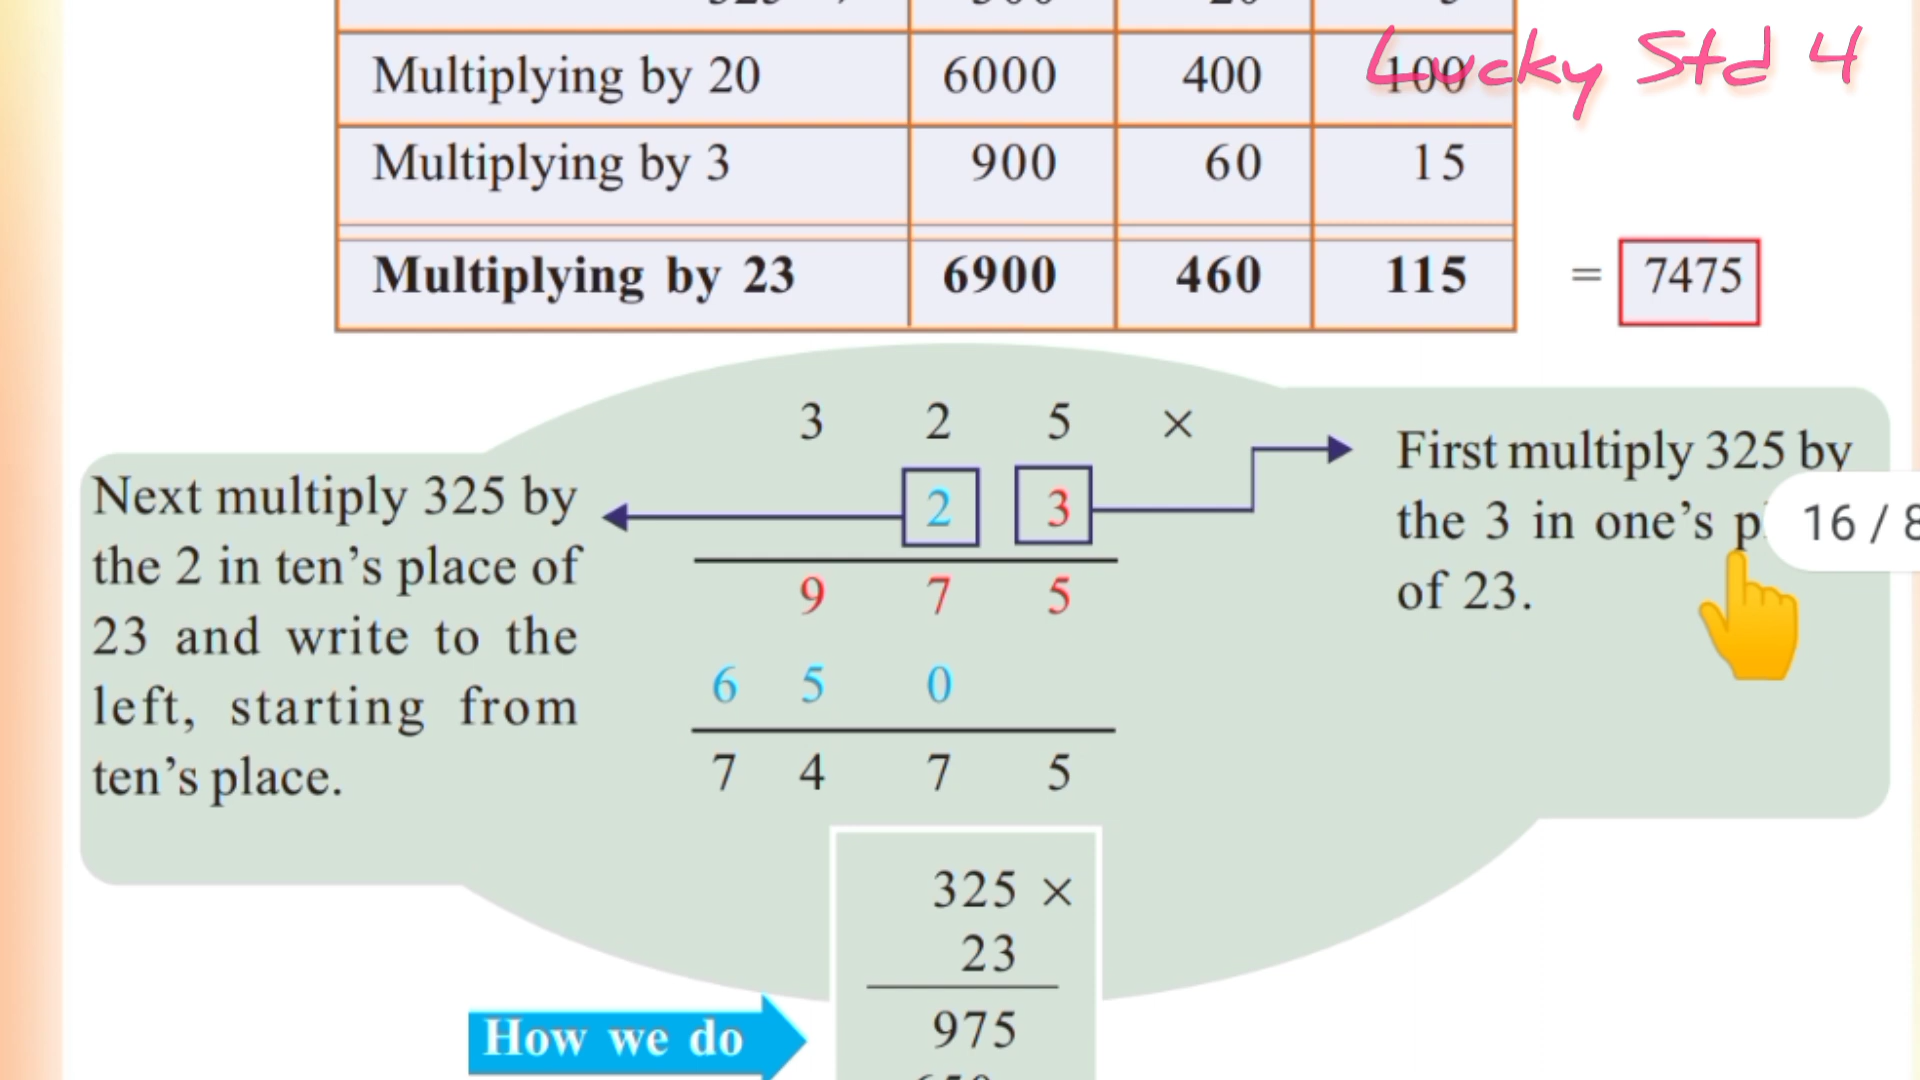 Lucky Std 4
Multiplying by 20 6000 400 100
Multiplying by 3 900 60 15
Multiplying by 23 6900 460 115 = 7475
3 2 5 ×
2 3
9 7 5
6 5 0
7 4 7 5
Next multiply 325 by
the 2 in ten’s place of
23 and write to the
left, starting from
ten’s place.
First multiply 325 by
the 3 in one’s
of 23.
16 / 8
325 ×
23
975
How we do